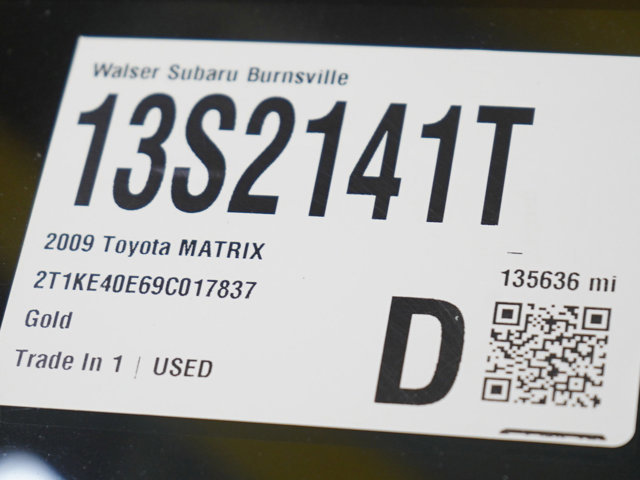 Walser Subaru Burnsville
13S2141T
2009 Toyota MATRIX
2T1KE40E69C017837
135636 mi
Gold
D
Trade In 1 | USED